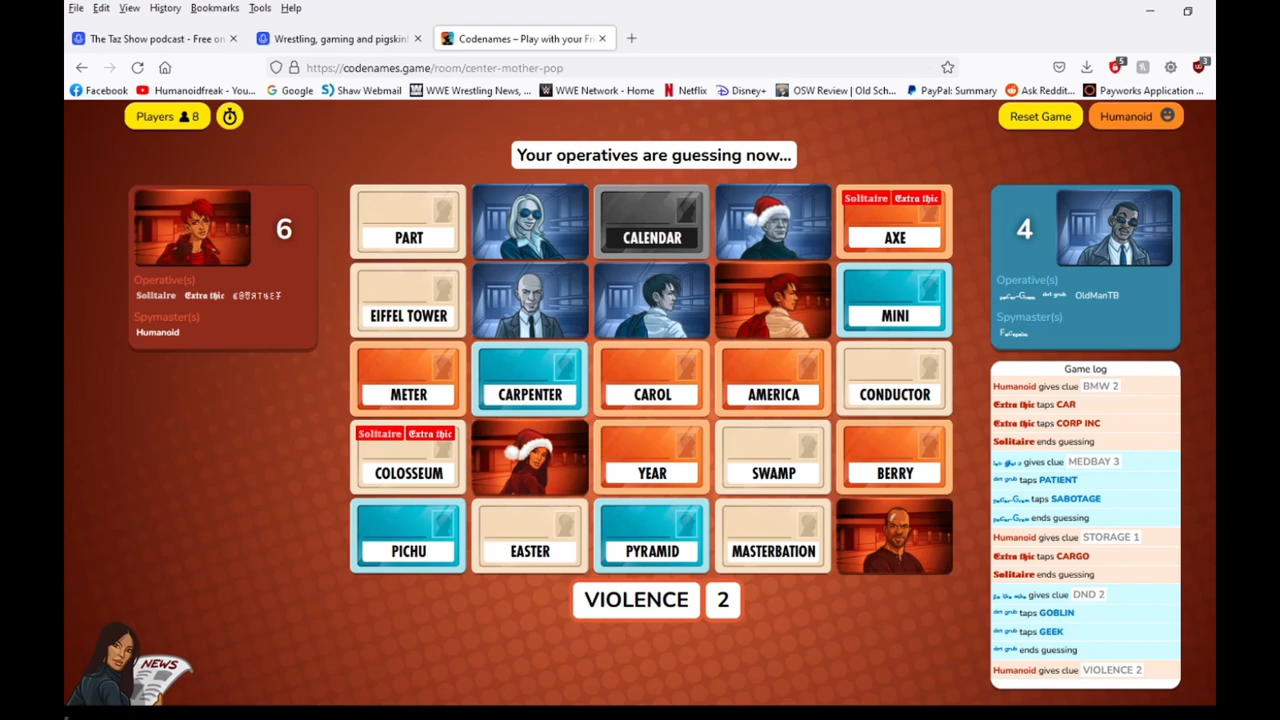 File Edit View History Bookmarks Tools Help
The Taz Show podcast - Free on
Wrestling, gaming and pigskin!
Codenames – Play with your Fri
https://codenames.game/room/center-mother-pop
5
3
Facebook
Humanoidfreak - You...
Google
Shaw Webmail
WWE Wrestling News, ...
WWE Network - Home
Netflix
Disney+
OSW Review | Old Sch...
PayPal: Summary
Ask Reddit...
Payworks Application ...
Players 8
Reset Game
Humanoid
Your operatives are guessing now...
6
Operative(s)
Solitaire Extra thic
Spymaster(s)
Humanoid
PART
CALENDAR
Solitaire Extra thic
AXE
EIFFEL TOWER
MINI
METER
CARPENTER
CAROL
AMERICA
CONDUCTOR
Solitaire Extra thic
COLOSSEUM
YEAR
SWAMP
BERRY
PICHU
EASTER
PYRAMID
MASTERBATION
VIOLENCE 2
NEWS
4
Operative(s)
OldManTB
Spymaster(s)
Game log
Humanoid gives clue BMW 2
Extra thic taps CAR
Extra thic taps CORP INC
Solitaire ends guessing
gives clue MEDBAY 3
taps PATIENT
taps SABOTAGE
ends guessing
Humanoid gives clue STORAGE 1
Extra thic taps CARGO
Solitaire ends guessing
gives clue DND 2
taps GOBLIN
taps GEEK
ends guessing
Humanoid gives clue VIOLENCE 2